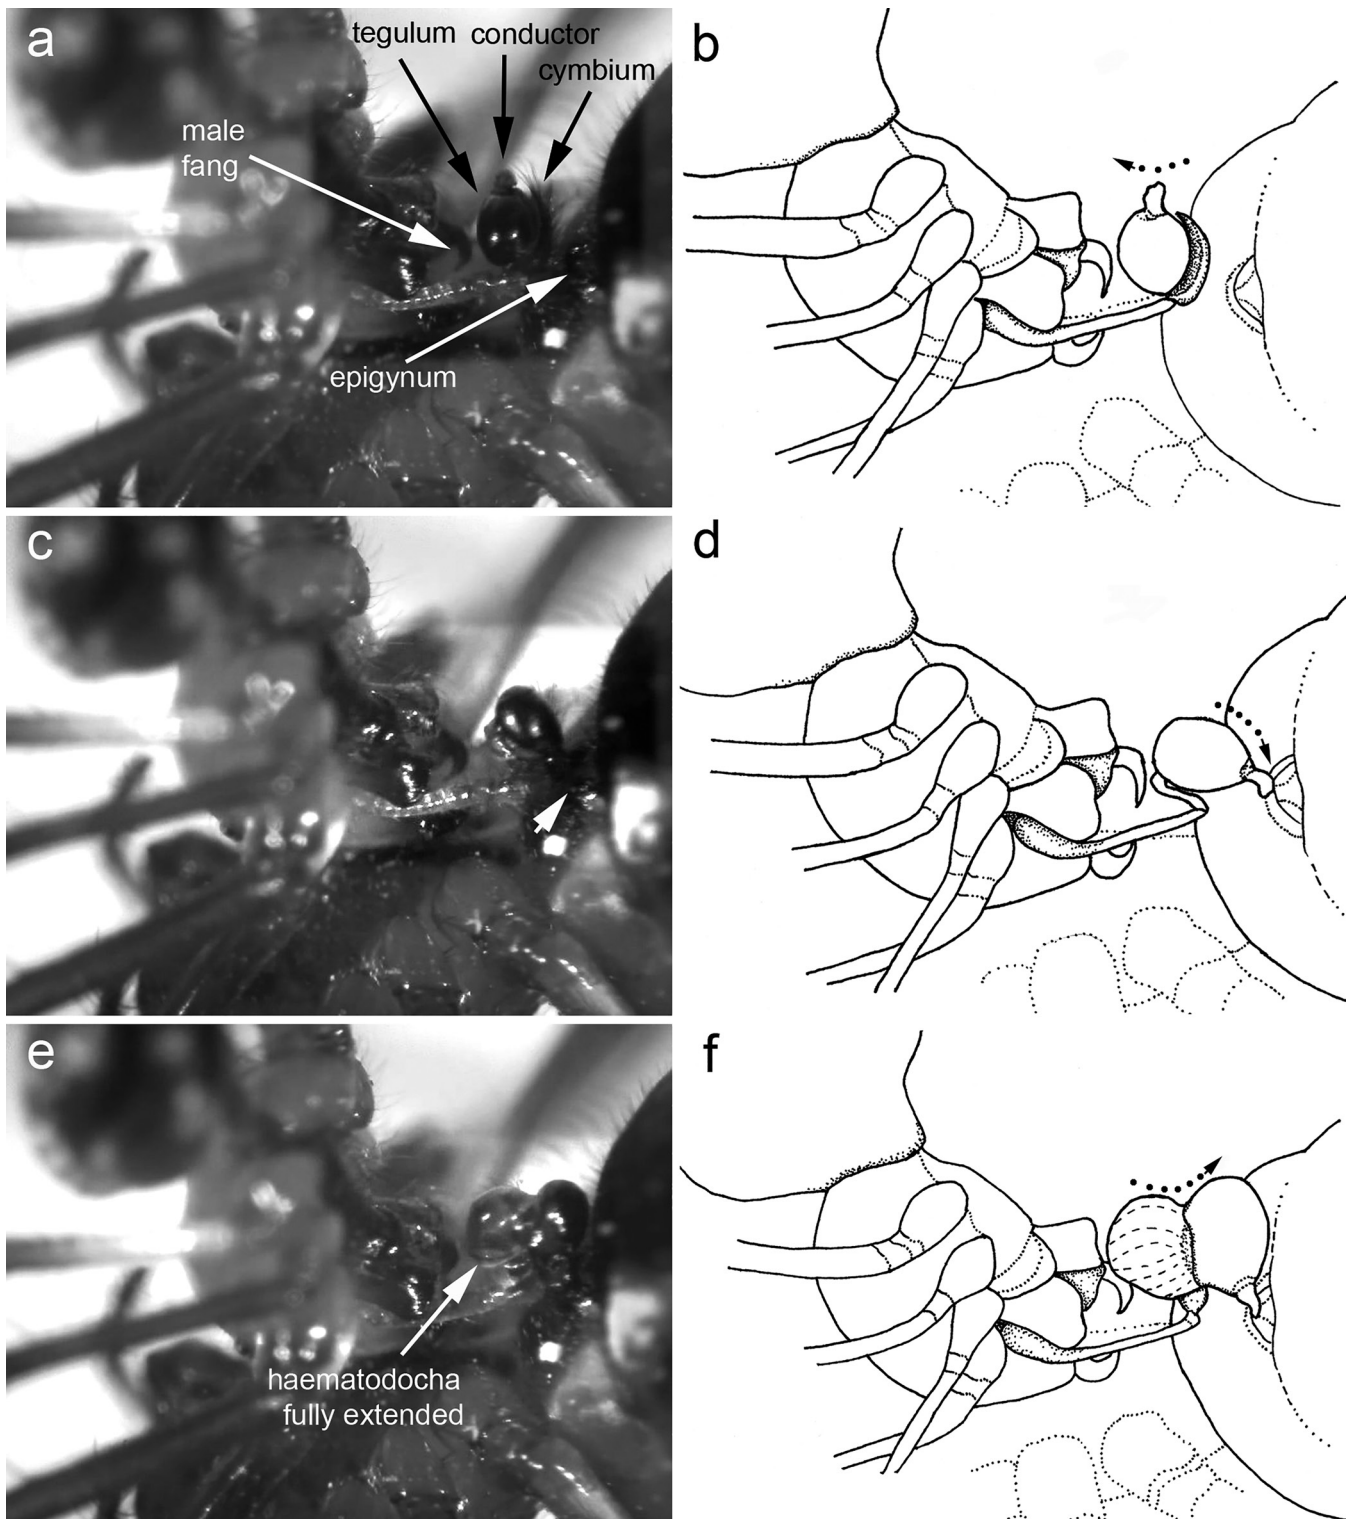 a
tegulum conductor
cymbium
male
fang
epigynum
b
c
d
e
haematodocha
fully extended
f